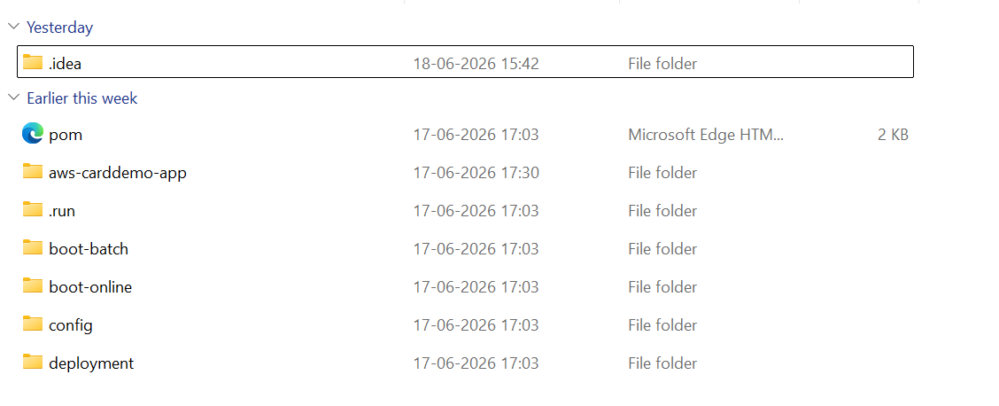 Yesterday
.idea 18-06-2026 15:42 File folder
Earlier this week
pom 17-06-2026 17:03 Microsoft Edge HTM... 2 KB
aws-carddemo-app 17-06-2026 17:30 File folder
.run 17-06-2026 17:03 File folder
boot-batch 17-06-2026 17:03 File folder
boot-online 17-06-2026 17:03 File folder
config 17-06-2026 17:03 File folder
deployment 17-06-2026 17:03 File folder